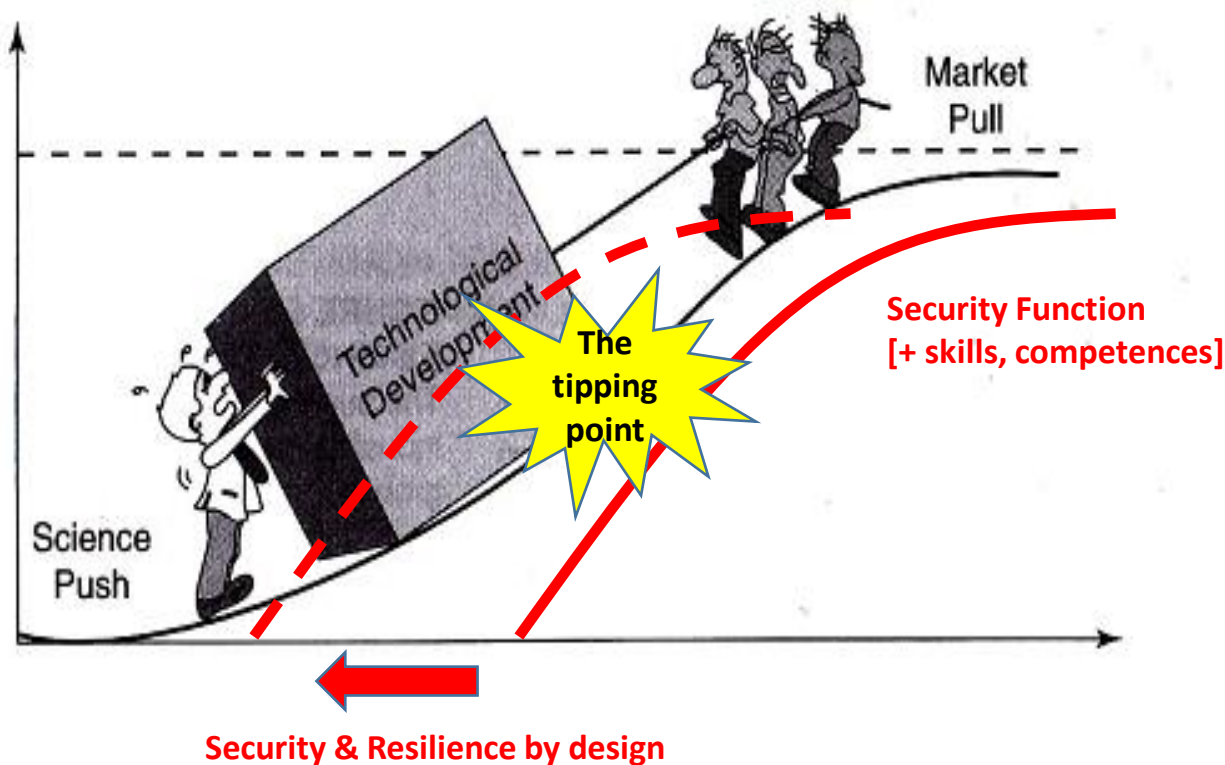 Market
Pull
Technological
Development
The
tipping
point
Security Function
[+ skills, competences]
Science
Push
Security & Resilience by design